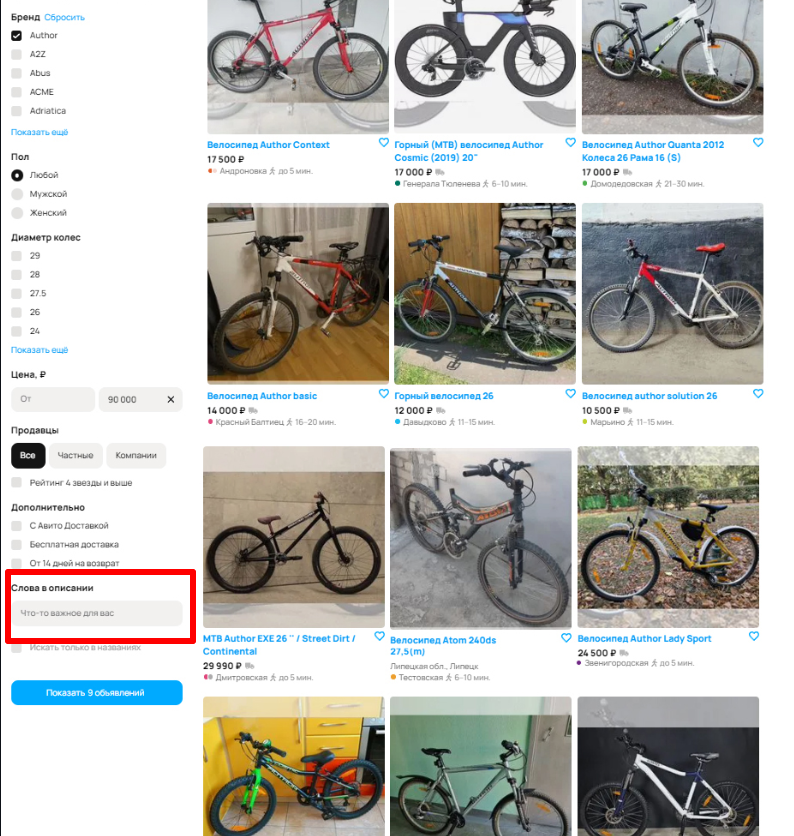 Бренд Сбросить
Author
A2Z
Abus
ACME
Adriatica
Показать ещё
Пол
Любой
Мужской
Женский
Диаметр колес
29
28
27.5
26
24
Показать ещё
Цена, ₽
От
90 000
Продавцы
Все Частные Компании
Рейтинг 4 звезды и выше
Дополнительно
С Авито Доставкой
Бесплатная доставка
От 14 дней на возврат
Слова в описании
Что-то важное для вас
Искать только в названиях
Показать 9 объявлений
Велосипед Author Context
17 500 ₽
Андроновка до 5 мин.
Горный (MTB) велосипед Author
Cosmic (2019) 20"
17 000 ₽
Генерала Тюленева 6–10 мин.
Велосипед Author Quanta 2012
Колеса 26 Рама 16 (S)
17 000 ₽
Домодедовская 21–30 мин.
Велосипед Author basic
14 000 ₽
Красный Балтиец 16–20 мин.
Горный велосипед 26
12 000 ₽
Давыдково 11–15 мин.
Велосипед author solution 26
10 500 ₽
Марьино 11–15 мин.
MTB Author EXE 26 '' / Street Dirt /
Continental
29 990 ₽
Дмитровская до 5 мин.
Велосипед Atom 240ds
27,5(m)
Липецкая обл., Липецк
Тестовская 6–10 мин.
Велосипед Author Lady Sport
24 500 ₽
Звенигородская до 5 мин.